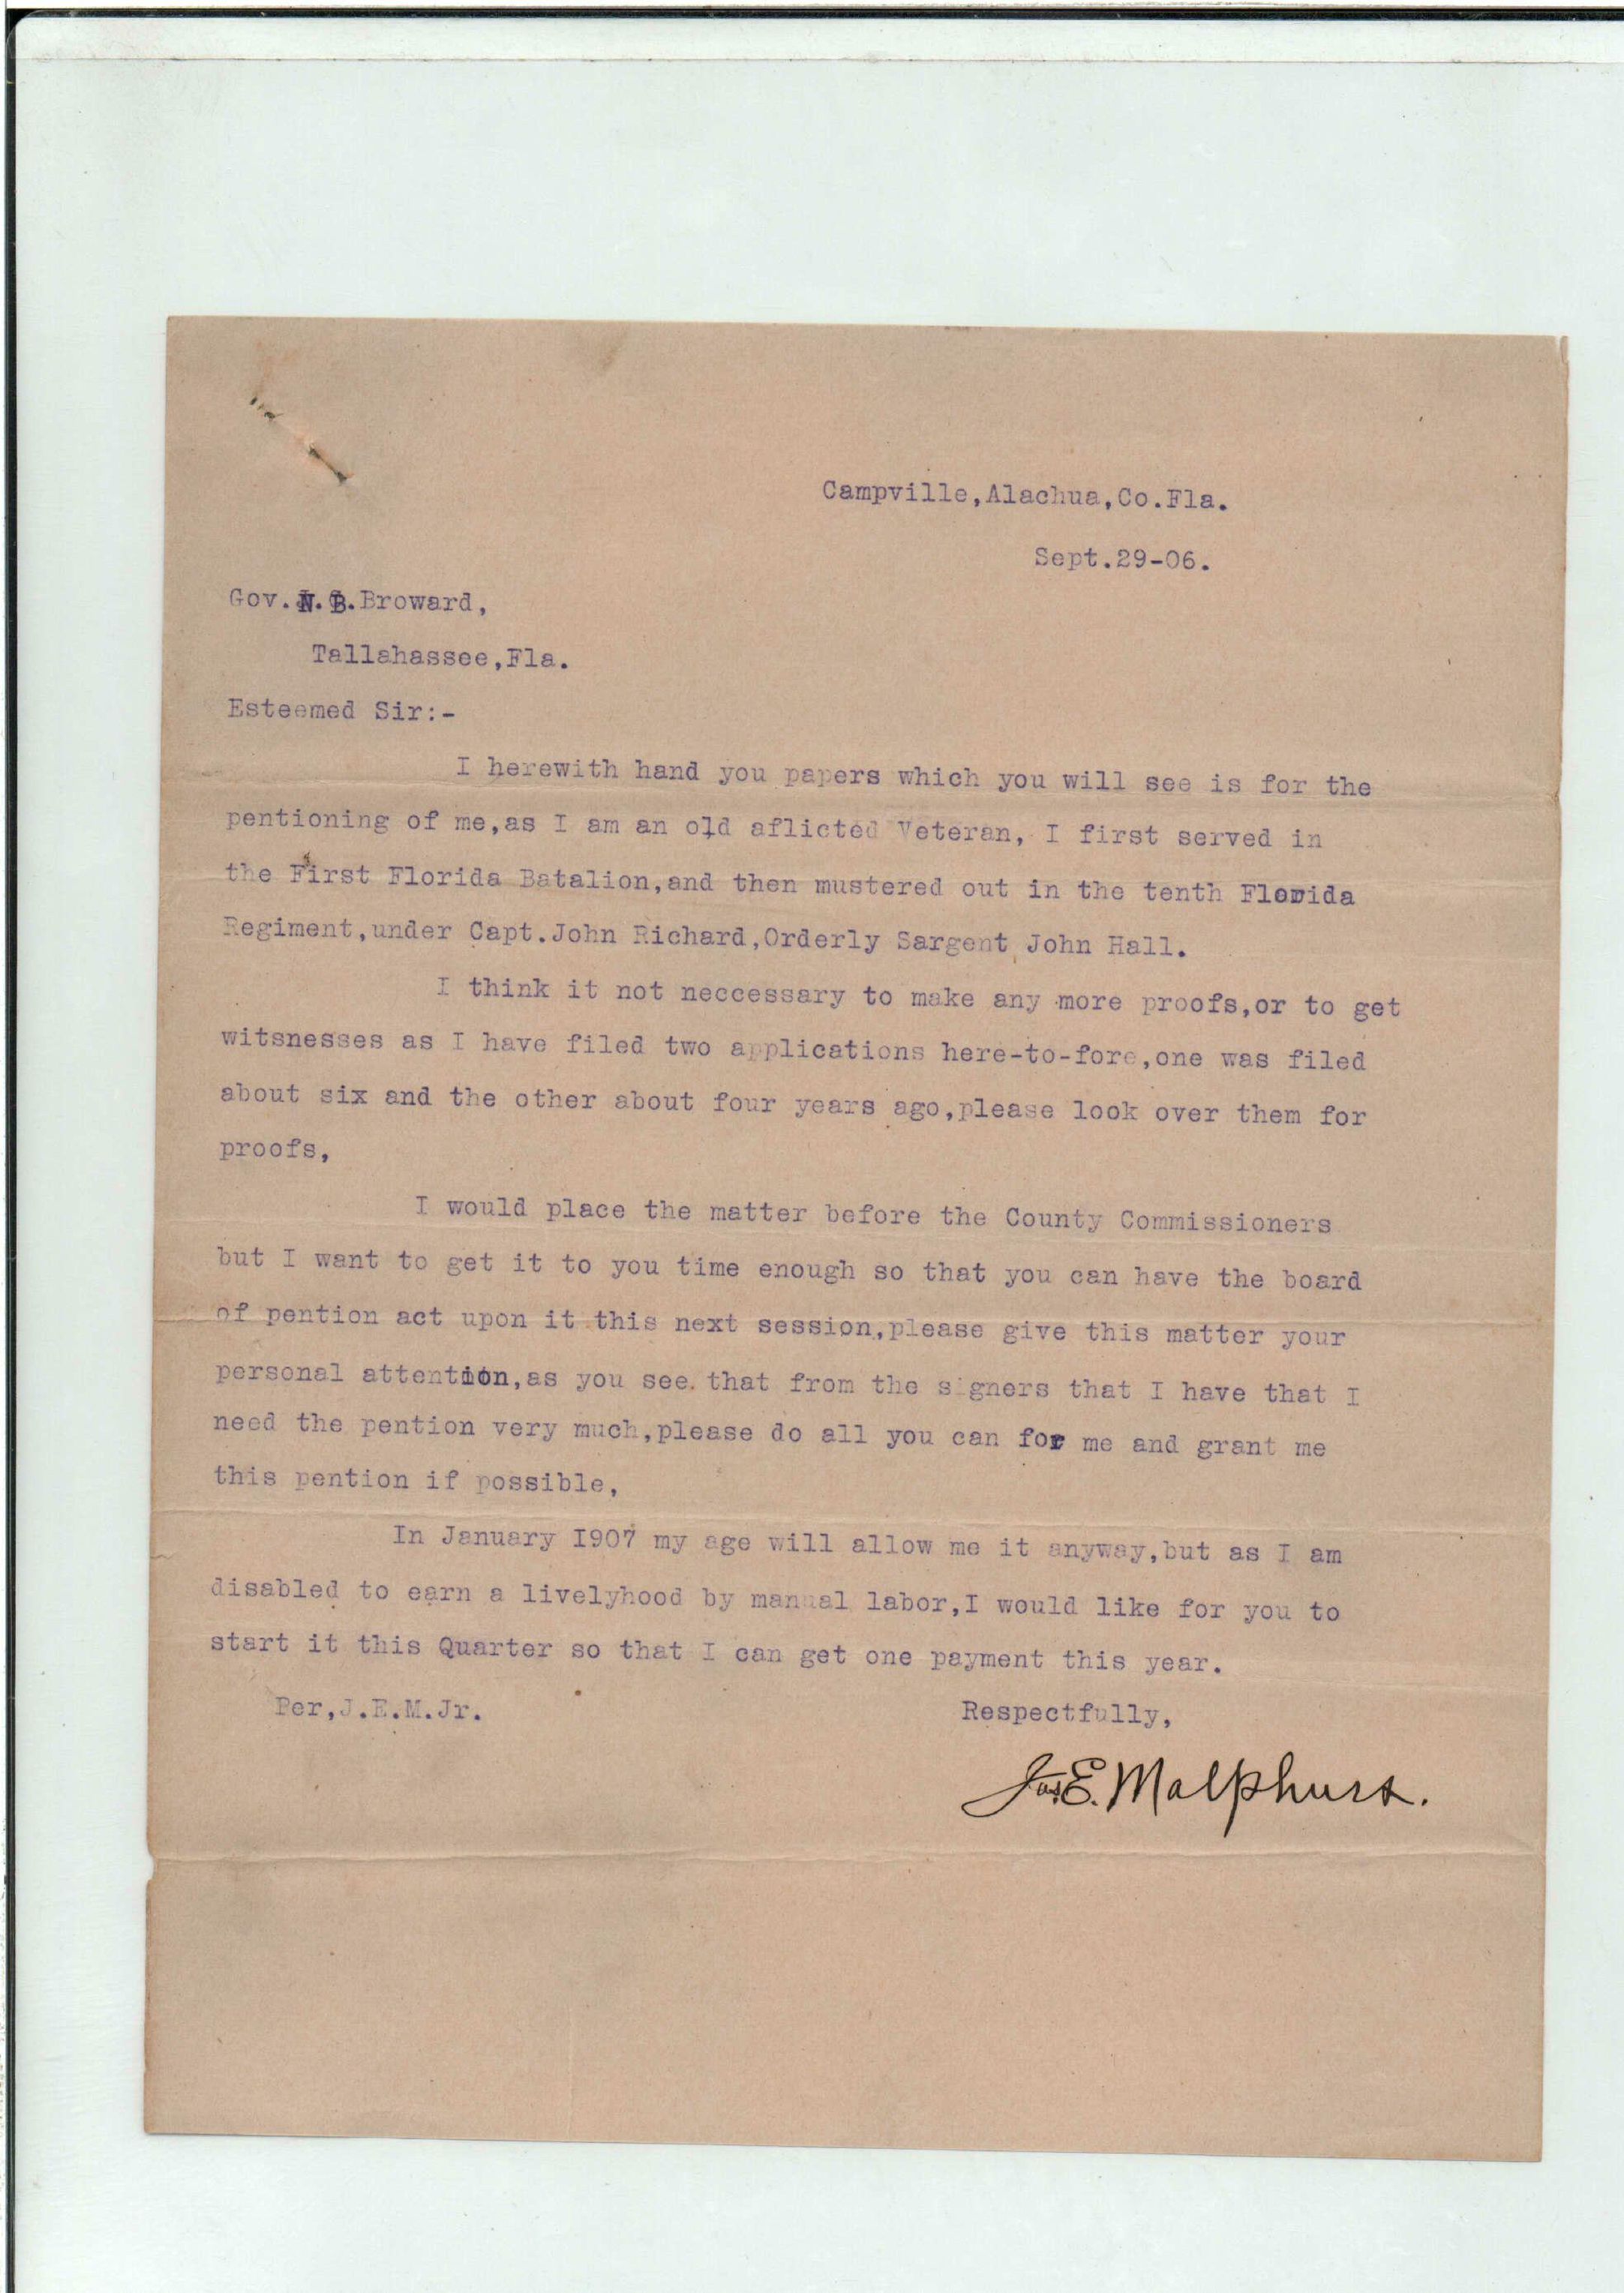 Campville,Alachua,Co.Fla.
Sept.29-06.
Gov.N.B.Broward,
Tallahassee,Fla.
Esteemed Sir:-
I herewith hand you papers which you will see is for the
pentioning of me,as I am an old aflicted Veteran, I first served in
the First Florida Batalion,and then mustered out in the tenth Florida
Regiment,under Capt.John Richard,Orderly Sargent John Hall.
I think it not neccessary to make any more proofs,or to get
witsnesses as I have filed two applications here-to-fore,one was filed
about six and the other about four years ago,please look over them for
proofs,
I would place the matter before the County Commissioners
but I want to get it to you time enough so that you can have the board
of pention act upon it this next session,please give this matter your
personal attention,as you see that from the signers that I have that I
need the pention very much,please do all you can for me and grant me
this pention if possible,
In January I907 my age will allow me it anyway,but as I am
disabled to earn a livelyhood by manual labor,I would like for you to
start it this Quarter so that I can get one payment this year.
Per,J.E.M.Jr.
Respectfully,
Jas. E. Malphurs.